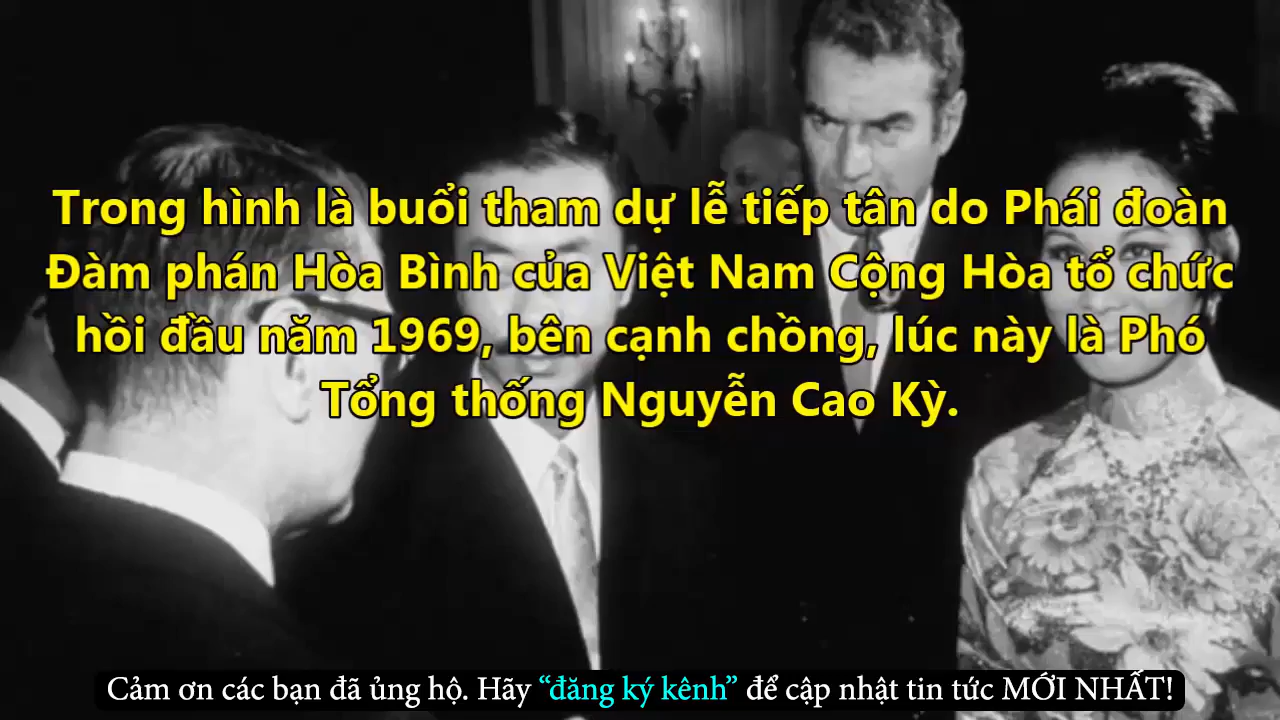 Trong hình là buổi tham dự lễ tiếp tân do Phái đoàn
Đàm phán Hòa Bình của Việt Nam Cộng Hòa tổ chức
hồi đầu năm 1969, bên cạnh chồng, lúc này là Phó
Tổng thống Nguyễn Cao Kỳ.
Cảm ơn các bạn đã ủng hộ. Hãy “đăng ký kênh” để cập nhật tin tức MỚI NHẤT!